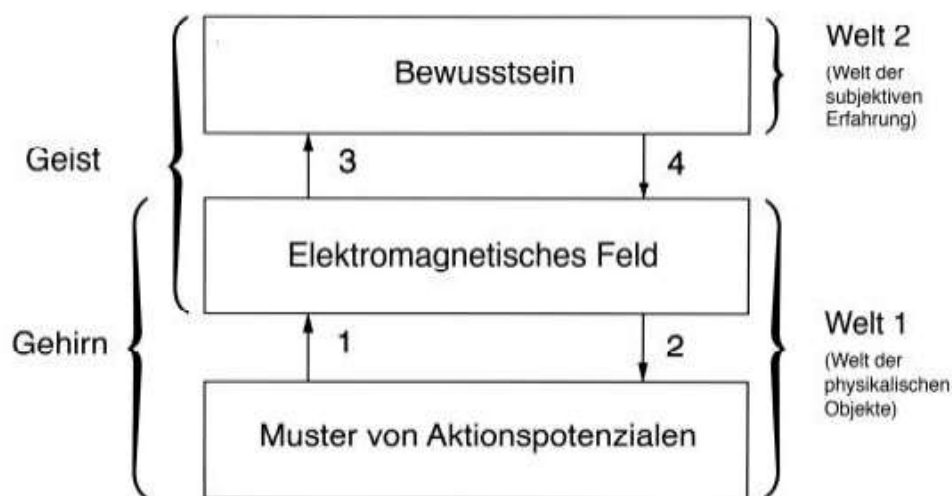 Bewusstsein
Welt 2
(Welt der
subjektiven
Erfahrung)
Geist
3
4
Elektromagnetisches Feld
Gehirn
1
2
Welt 1
(Welt der
physikalischen
Objekte)
Muster von Aktionspotenzialen